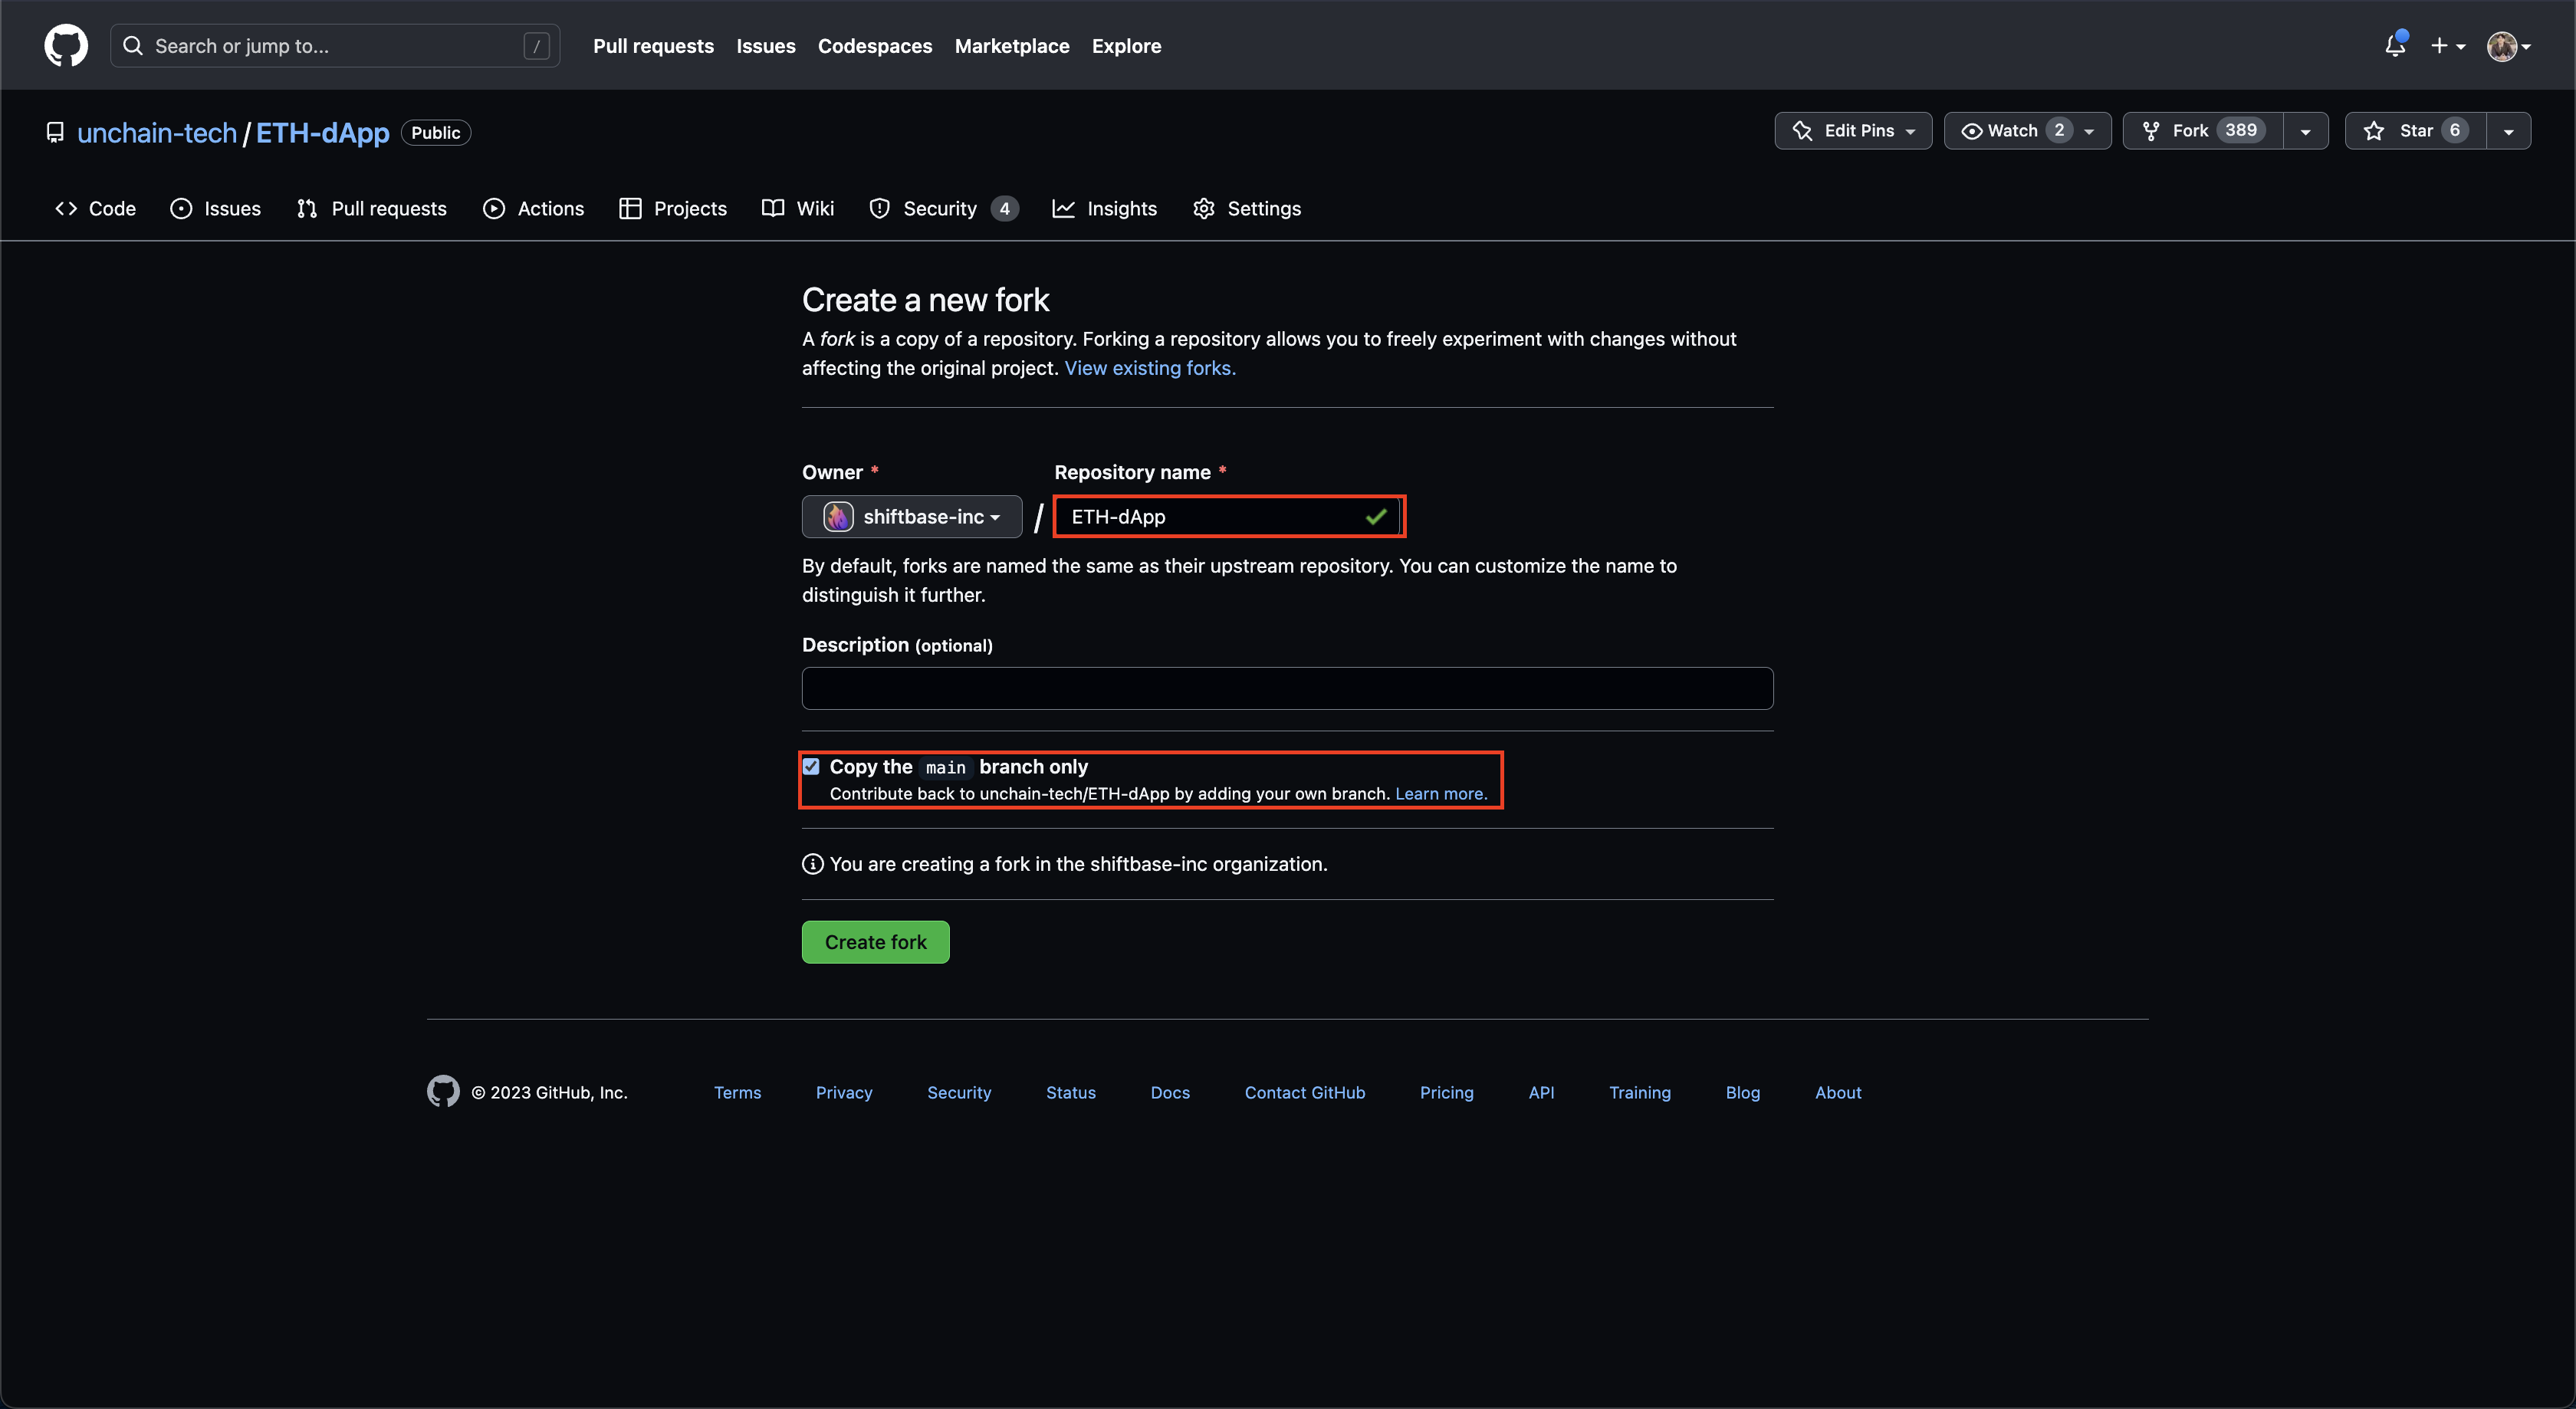 Search or jump to... /
Pull requests Issues Codespaces Marketplace Explore
unchain-tech / ETH-dApp Public
Edit Pins Watch 2 Fork 389 Star 6
Code Issues Pull requests Actions Projects Wiki Security 4 Insights Settings
Create a new fork
A fork is a copy of a repository. Forking a repository allows you to freely experiment with changes without
affecting the original project. View existing forks.
Owner * Repository name *
shiftbase-inc / ETH-dApp
By default, forks are named the same as their upstream repository. You can customize the name to
distinguish it further.
Description (optional)
Copy the main branch only
Contribute back to unchain-tech/ETH-dApp by adding your own branch. Learn more.
You are creating a fork in the shiftbase-inc organization.
Create fork
© 2023 GitHub, Inc. Terms Privacy Security Status Docs Contact GitHub Pricing API Training Blog About